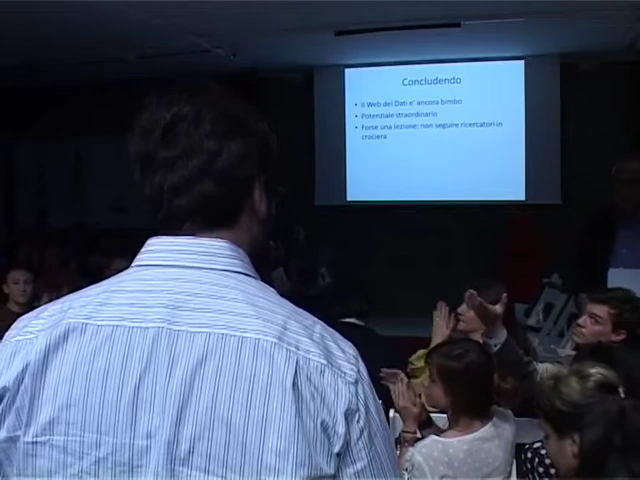 Concludendo
• Il Web dei Dati e' ancora bimbo
• Potenziale straordinario
• Forse una lezione: non seguire ricercatori in
crociera